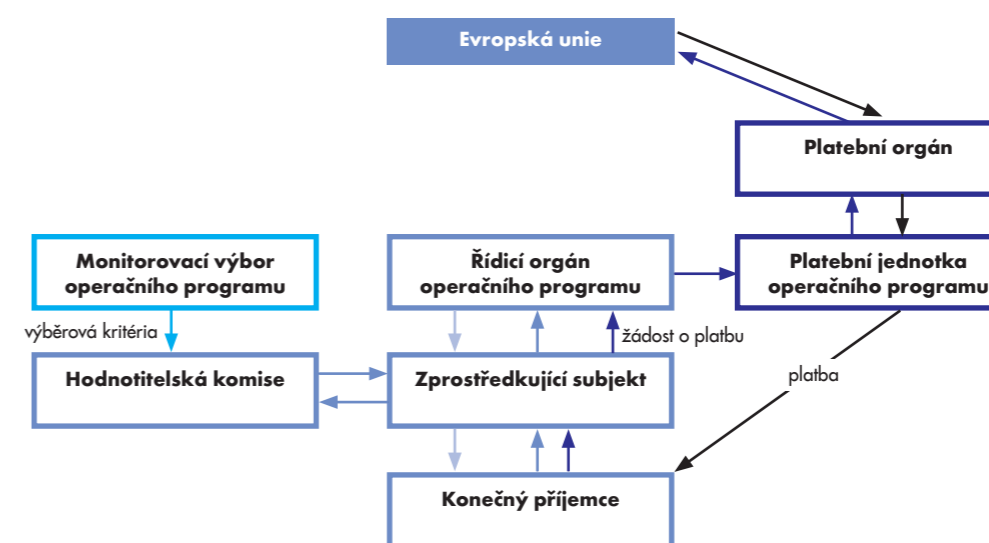 Evropská unie
Platební orgán
Monitorovací výbor
operačního programu
Řídicí orgán
operačního programu
Platební jednotka
operačního programu
výběrová kritéria
žádost o platbu
Hodnotitelská komise
Zprostředkující subjekt
platba
Konečný příjemce